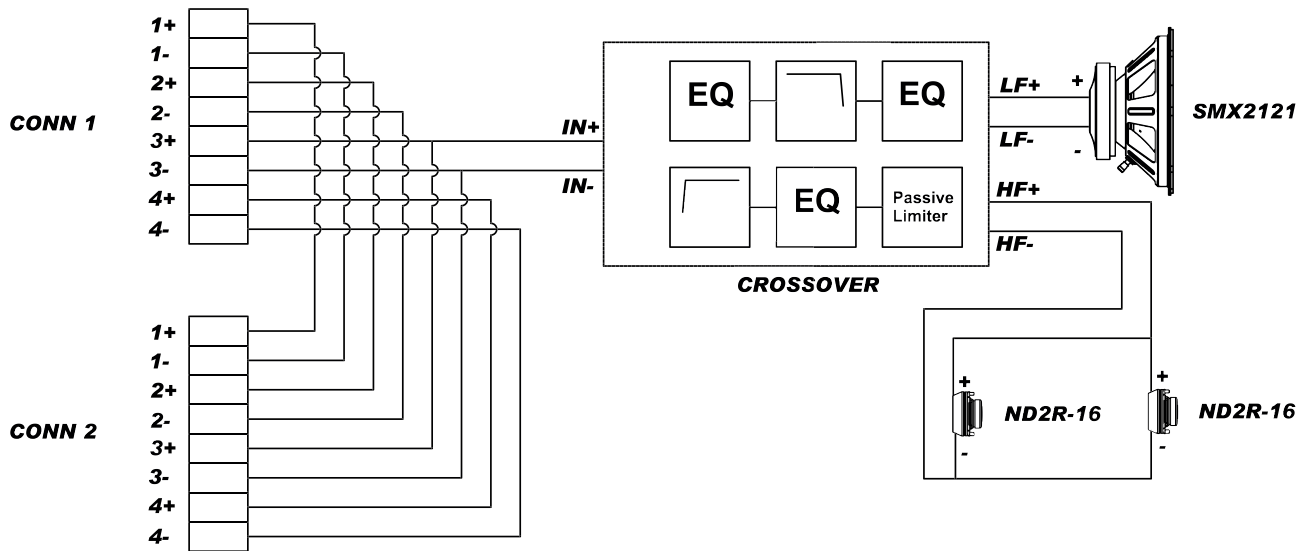 CONN 1
1+
1-
2+
2-
3+
3-
4+
4-
IN+
IN-
EQ
EQ
EQ
Passive
Limiter
CROSSOVER
LF+
LF-
HF+
HF-
+
-
SMX2121
+
-
ND2R-16
+
-
ND2R-16
CONN 2
1+
1-
2+
2-
3+
3-
4+
4-